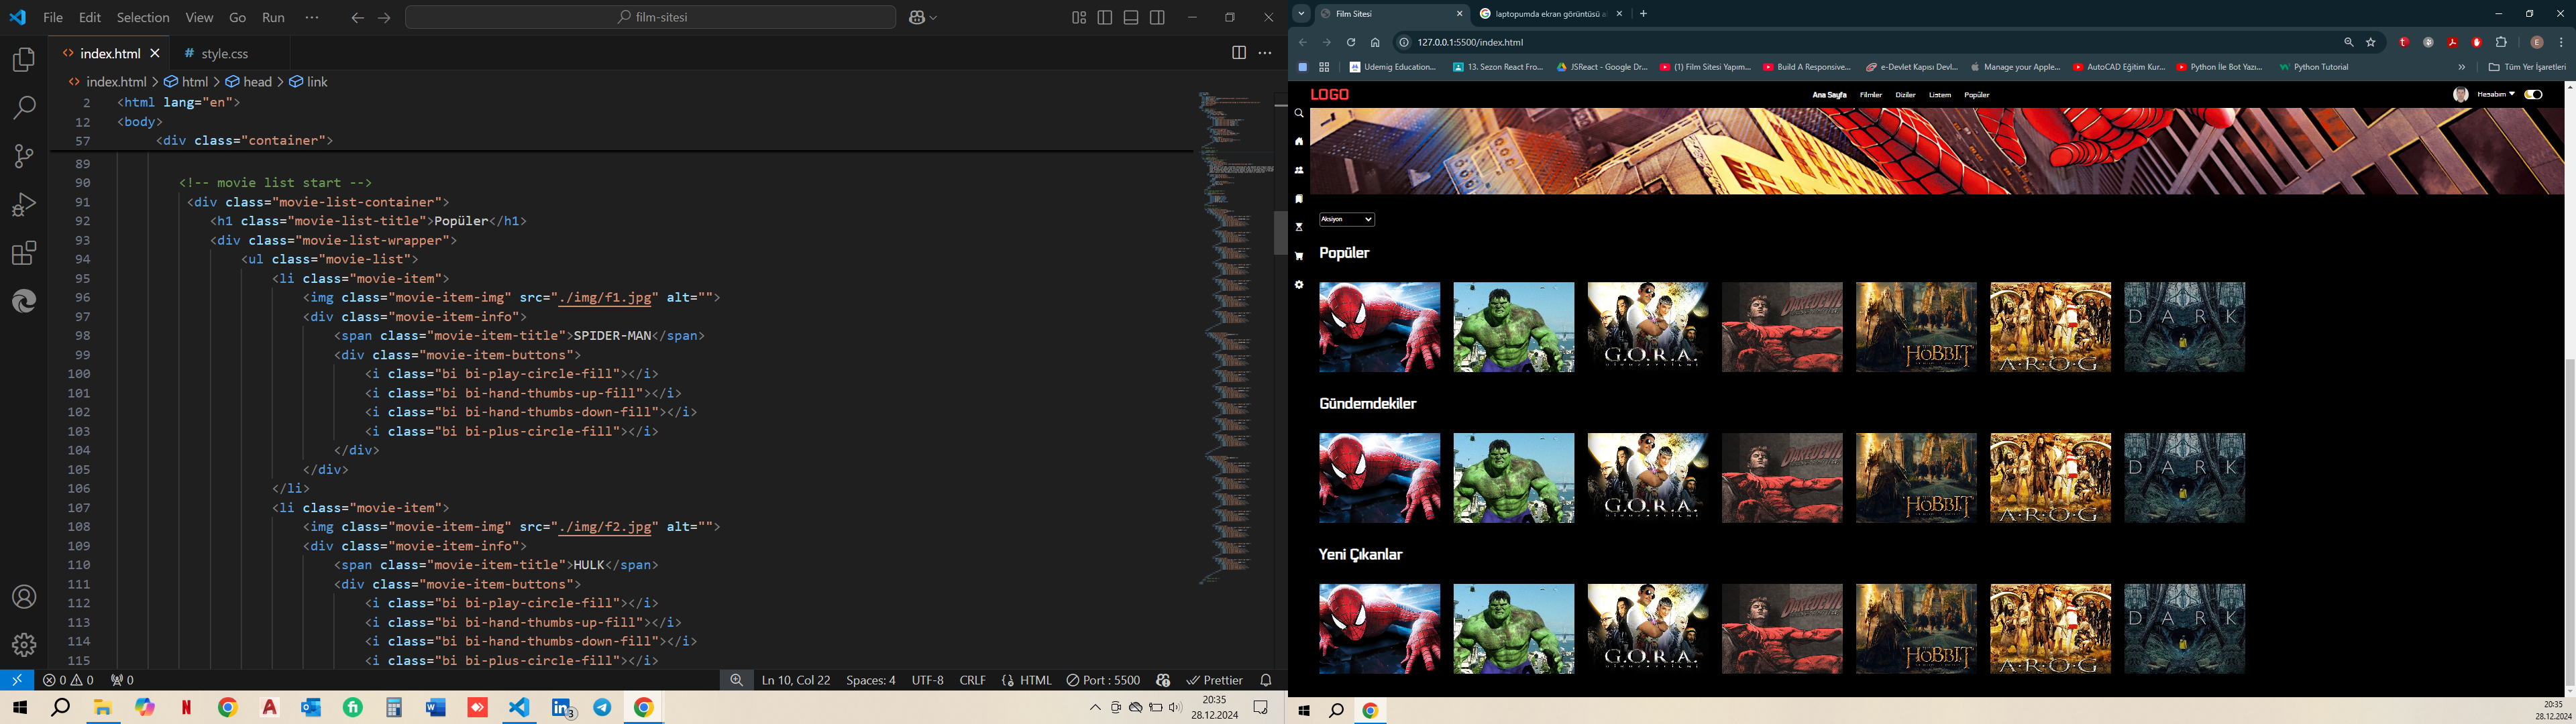 File Edit Selection View Go Run ··· film-sitesi
index.html style.css
index.html > html > head > link
2 <html lang="en">
12 <body>
57 <div class="container">
89
90 <!-- movie list start -->
91 <div class="movie-list-container">
92 <h1 class="movie-list-title">Popüler</h1>
93 <div class="movie-list-wrapper">
94 <ul class="movie-list">
95 <li class="movie-item">
96 <img class="movie-item-img" src="./img/f1.jpg" alt="">
97 <div class="movie-item-info">
98 <span class="movie-item-title">SPIDER-MAN</span>
99 <div class="movie-item-buttons">
100 <i class="bi bi-play-circle-fill"></i>
101 <i class="bi bi-hand-thumbs-up-fill"></i>
102 <i class="bi bi-hand-thumbs-down-fill"></i>
103 <i class="bi bi-plus-circle-fill"></i>
104 </div>
105 </div>
106 </li>
107 <li class="movie-item">
108 <img class="movie-item-img" src="./img/f2.jpg" alt="">
109 <div class="movie-item-info">
110 <span class="movie-item-title">HULK</span>
111 <div class="movie-item-buttons">
112 <i class="bi bi-play-circle-fill"></i>
113 <i class="bi bi-hand-thumbs-up-fill"></i>
114 <i class="bi bi-hand-thumbs-down-fill"></i>
115 <i class="bi bi-plus-circle-fill"></i>
0 0 0 Ln 10, Col 22 Spaces: 4 UTF-8 CRLF HTML Port : 5500 Prettier
20:35
28.12.2024
Film Sitesi laptopumda ekran görüntüsü
127.0.0.1:5500/index.html
Udemig Education... 13. Sezon React Fro... JSReact - Google Dr... (1) Film Sitesi Yapım... Build A Responsive... e-Devlet Kapısı Devl... Manage your Apple... AutoCAD Eğitim Kur... Python İle Bot Yazı... Python Tutorial » Tüm Yer İşaretleri
LOGO Ana Sayfa Filmler Diziler Listem Popüler Hesabım
Aksiyon
Popüler
G.O.R.A. DAREDEVIL HOBBIT A·R·O·G DARK
Gündemdekiler
G.O.R.A. DAREDEVIL HOBBIT A·R·O·G DARK
Yeni Çıkanlar
G.O.R.A. DAREDEVIL HOBBIT A·R·O·G DARK
20:35
28.12.2024